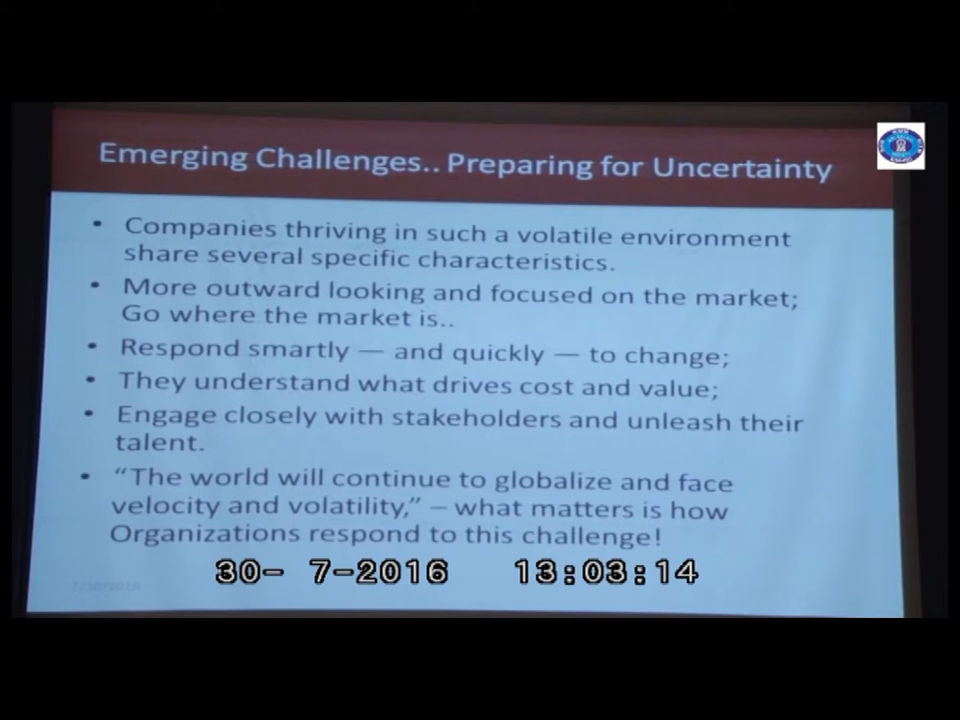 Emerging Challenges.. Preparing for Uncertainty
• Companies thriving in such a volatile environment
share several specific characteristics.
• More outward looking and focused on the market;
Go where the market is..
• Respond smartly — and quickly — to change;
• They understand what drives cost and value;
• Engage closely with stakeholders and unleash their
talent.
• “The world will continue to globalize and face
velocity and volatility,” – what matters is how
Organizations respond to this challenge!
7/30/2016
30- 7-2016 13:03:14